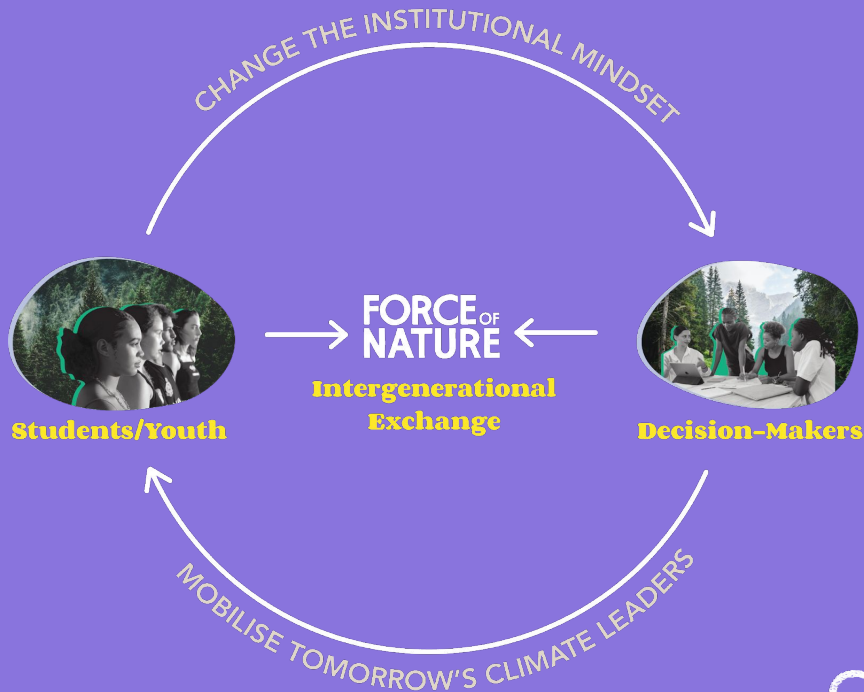 CHANGE THE INSTITUTIONAL MINDSET
FORCE OF
NATURE
Intergenerational
Exchange
Students/Youth
Decision-Makers
MOBILISE TOMORROW'S CLIMATE LEADERS